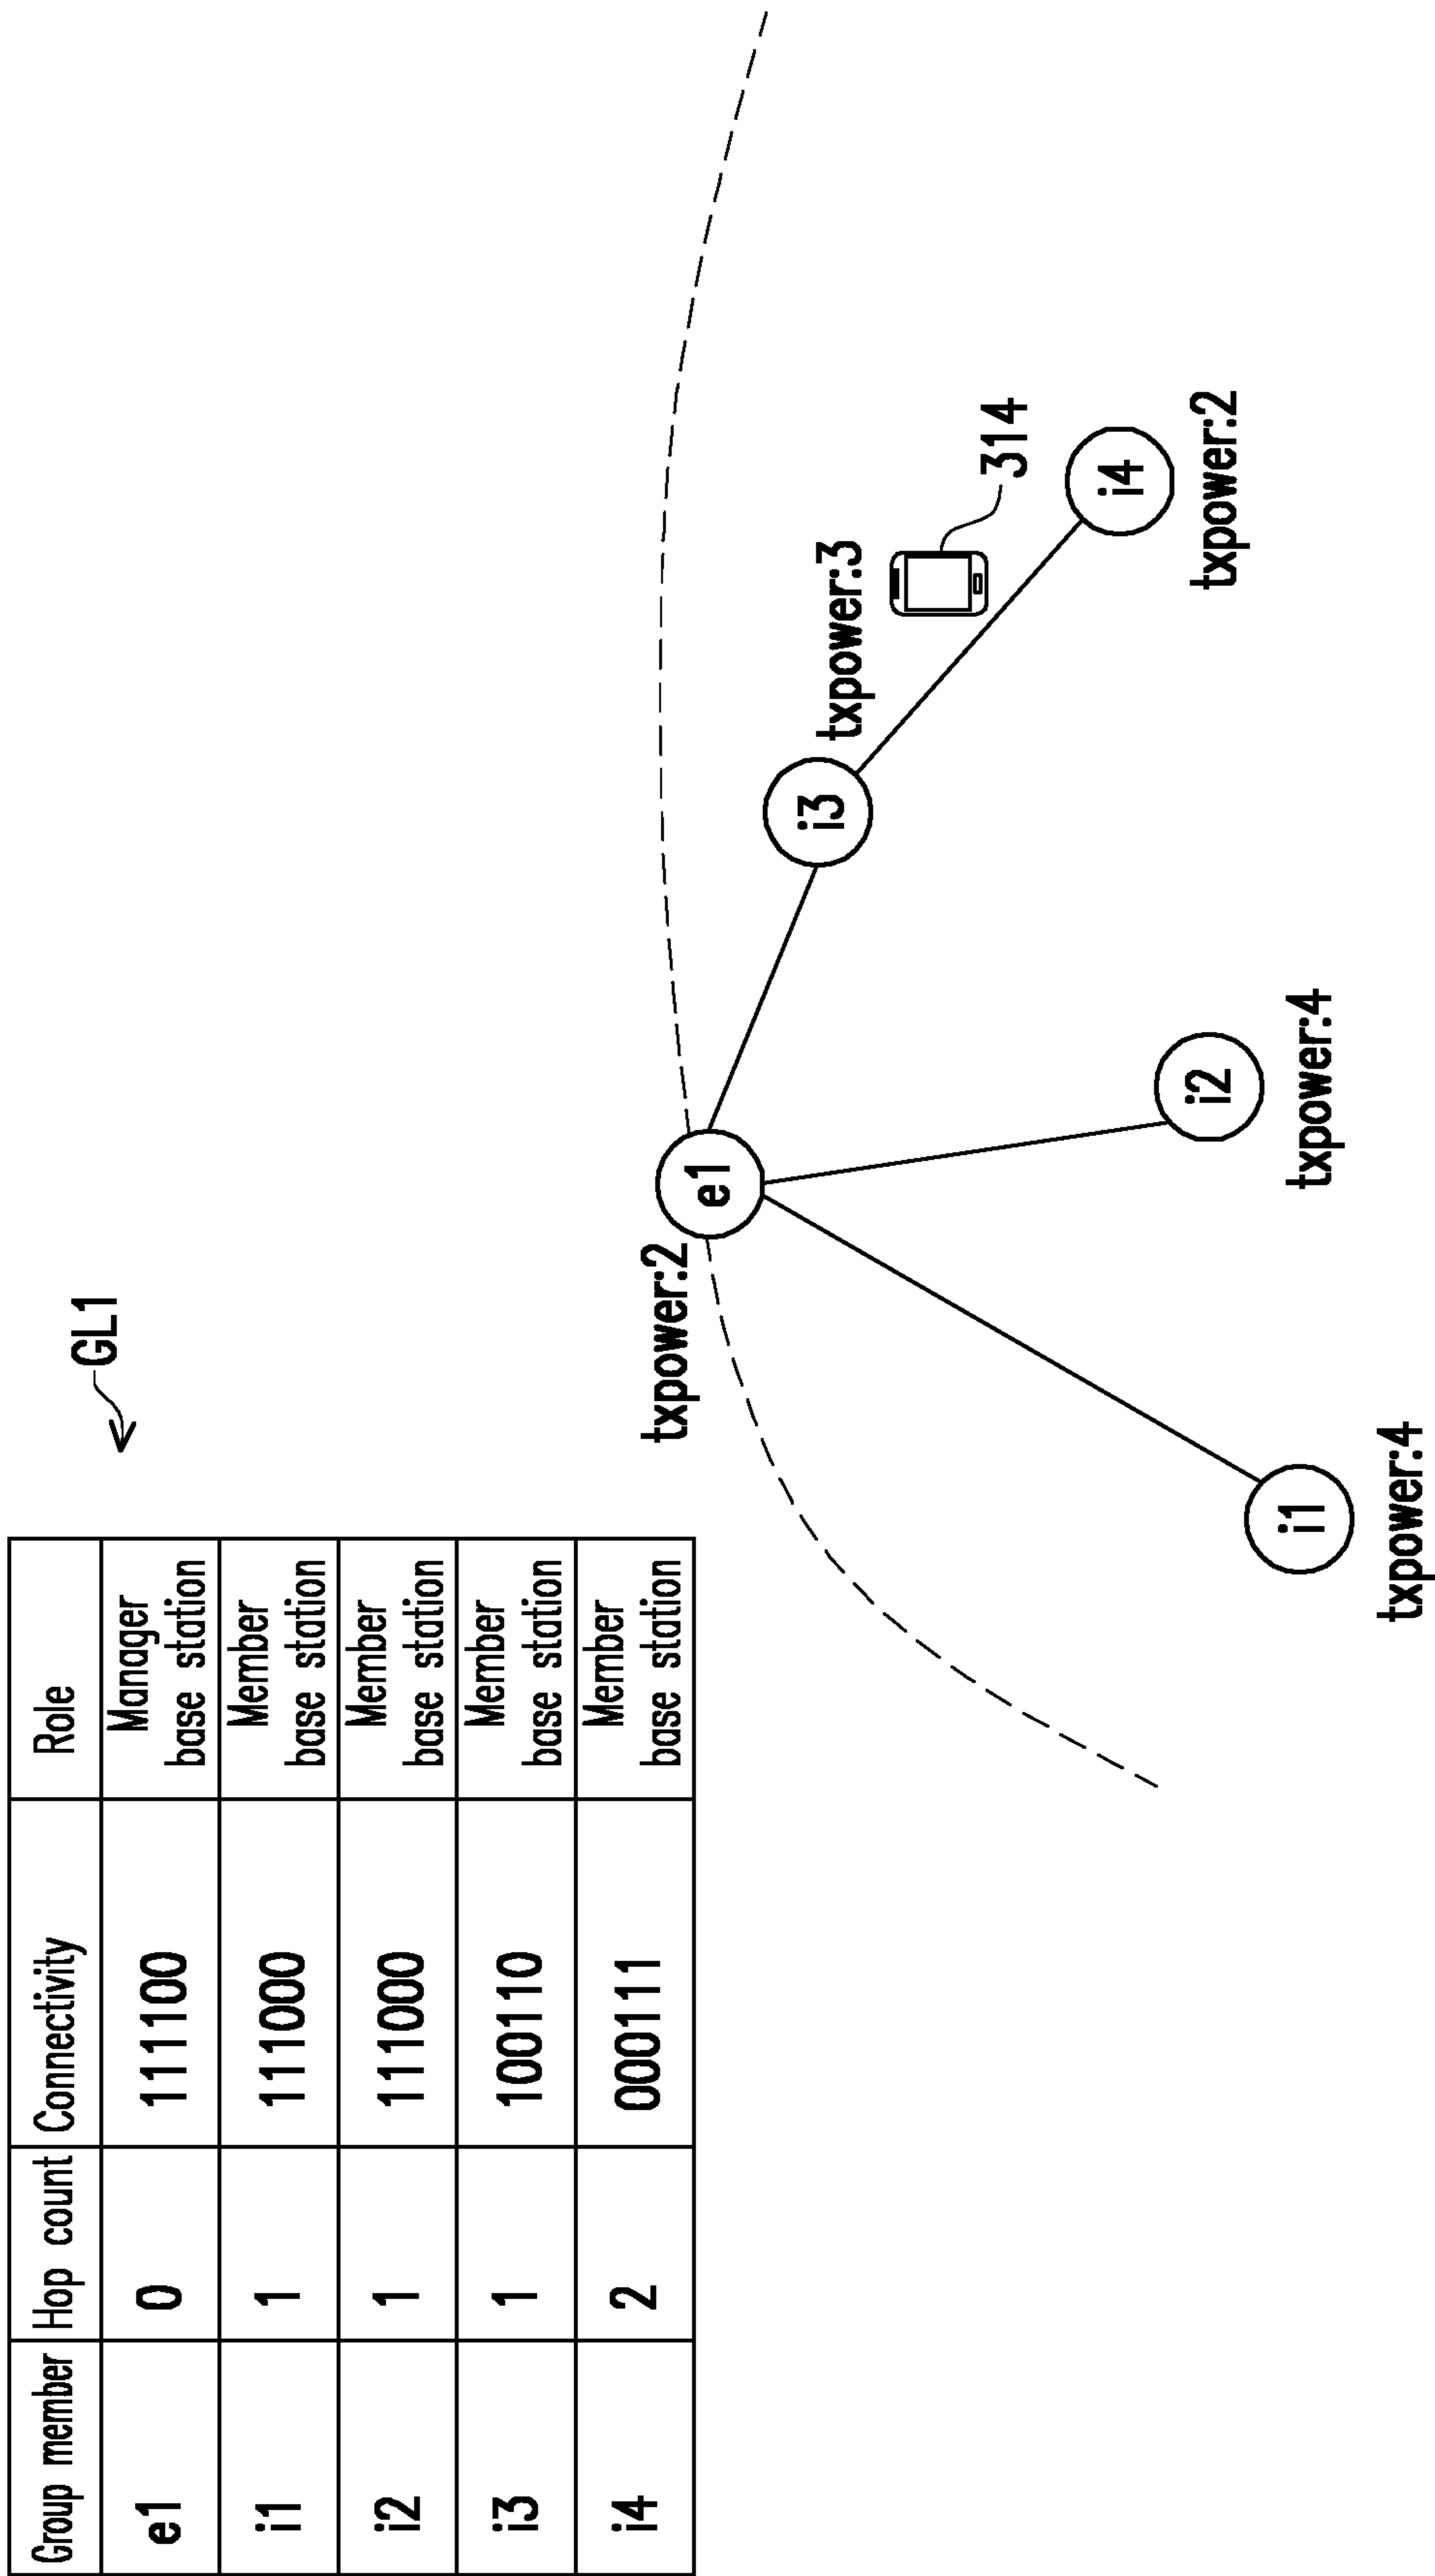 Group member Hop count Connectivity Role
e1 0 111100 Manager
base station
i1 1 111000 Member
base station
i2 1 111000 Member
base station
i3 1 100110 Member
base station
i4 2 000111 Member
base station
GL1
txpower:2
e1
i3
txpower:3
314
i4
txpower:2
i2
txpower:4
i1
txpower:4